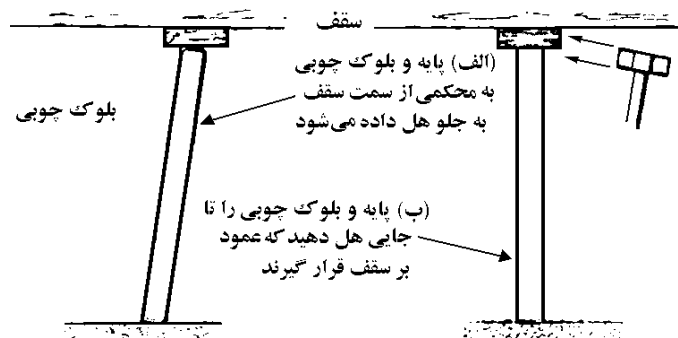 سقف
(الف) پایه و بلوک چوبی
به محکمی از سمت سقف
به جلو هل داده می‌شود
بلوک چوبی
(ب) پایه و بلوک چوبی را تا
جایی هل دهید که عمود
بر سقف قرار گیرند